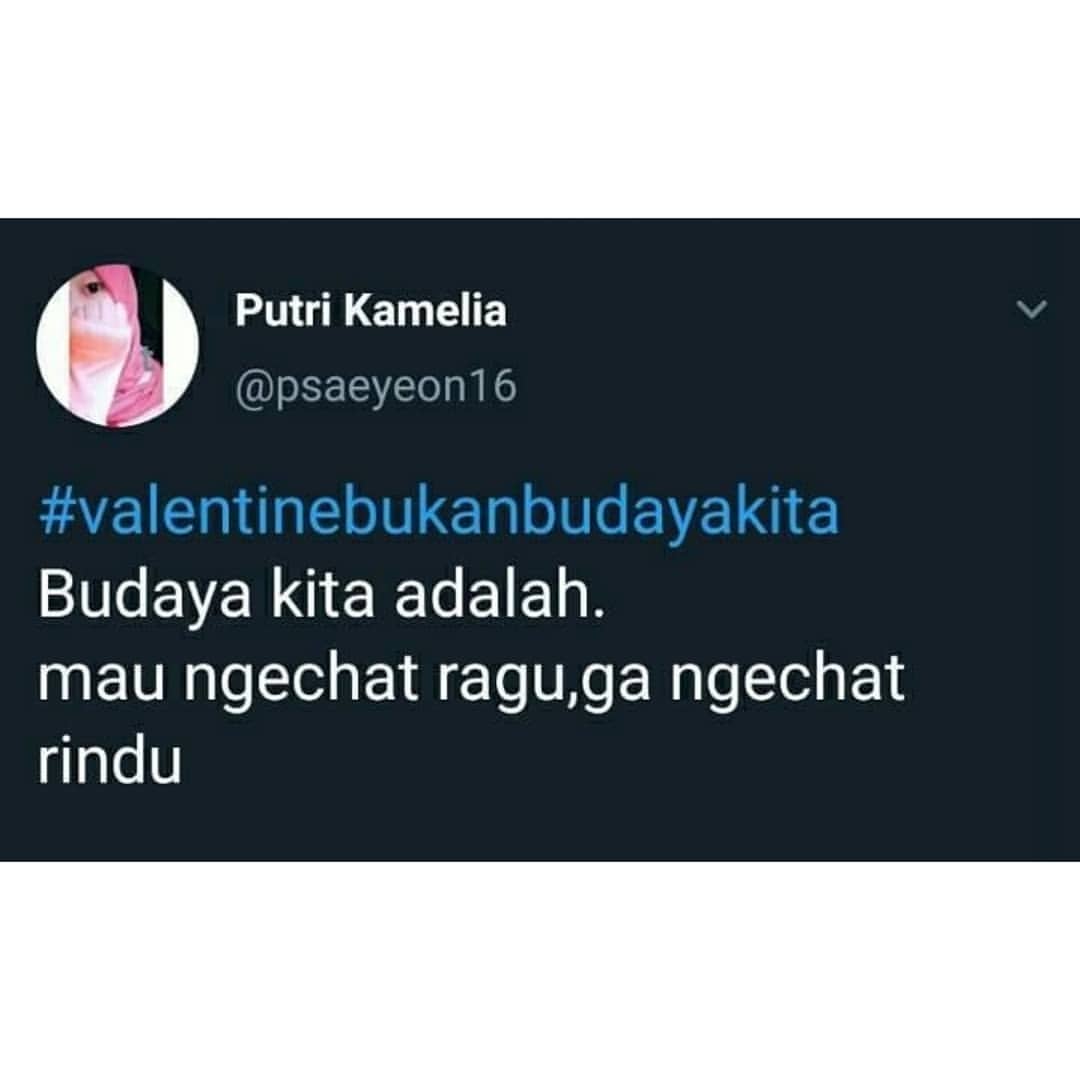 Putri Kamelia
@psaeyeon16
#valentinebukanbudayakita
Budaya kita adalah.
mau ngechat ragu,ga ngechat
rindu